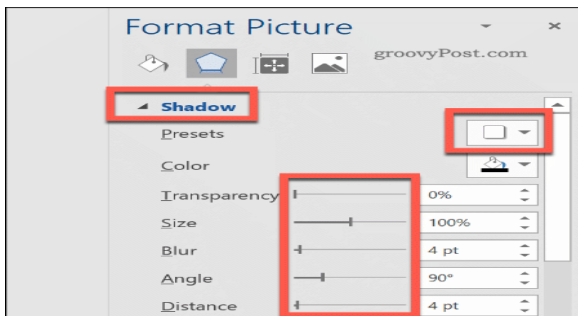 Format Picture
groovyPost.com
Shadow
Presets
Color
Transparency 0%
Size 100%
Blur 4 pt
Angle 90°
Distance 4 pt